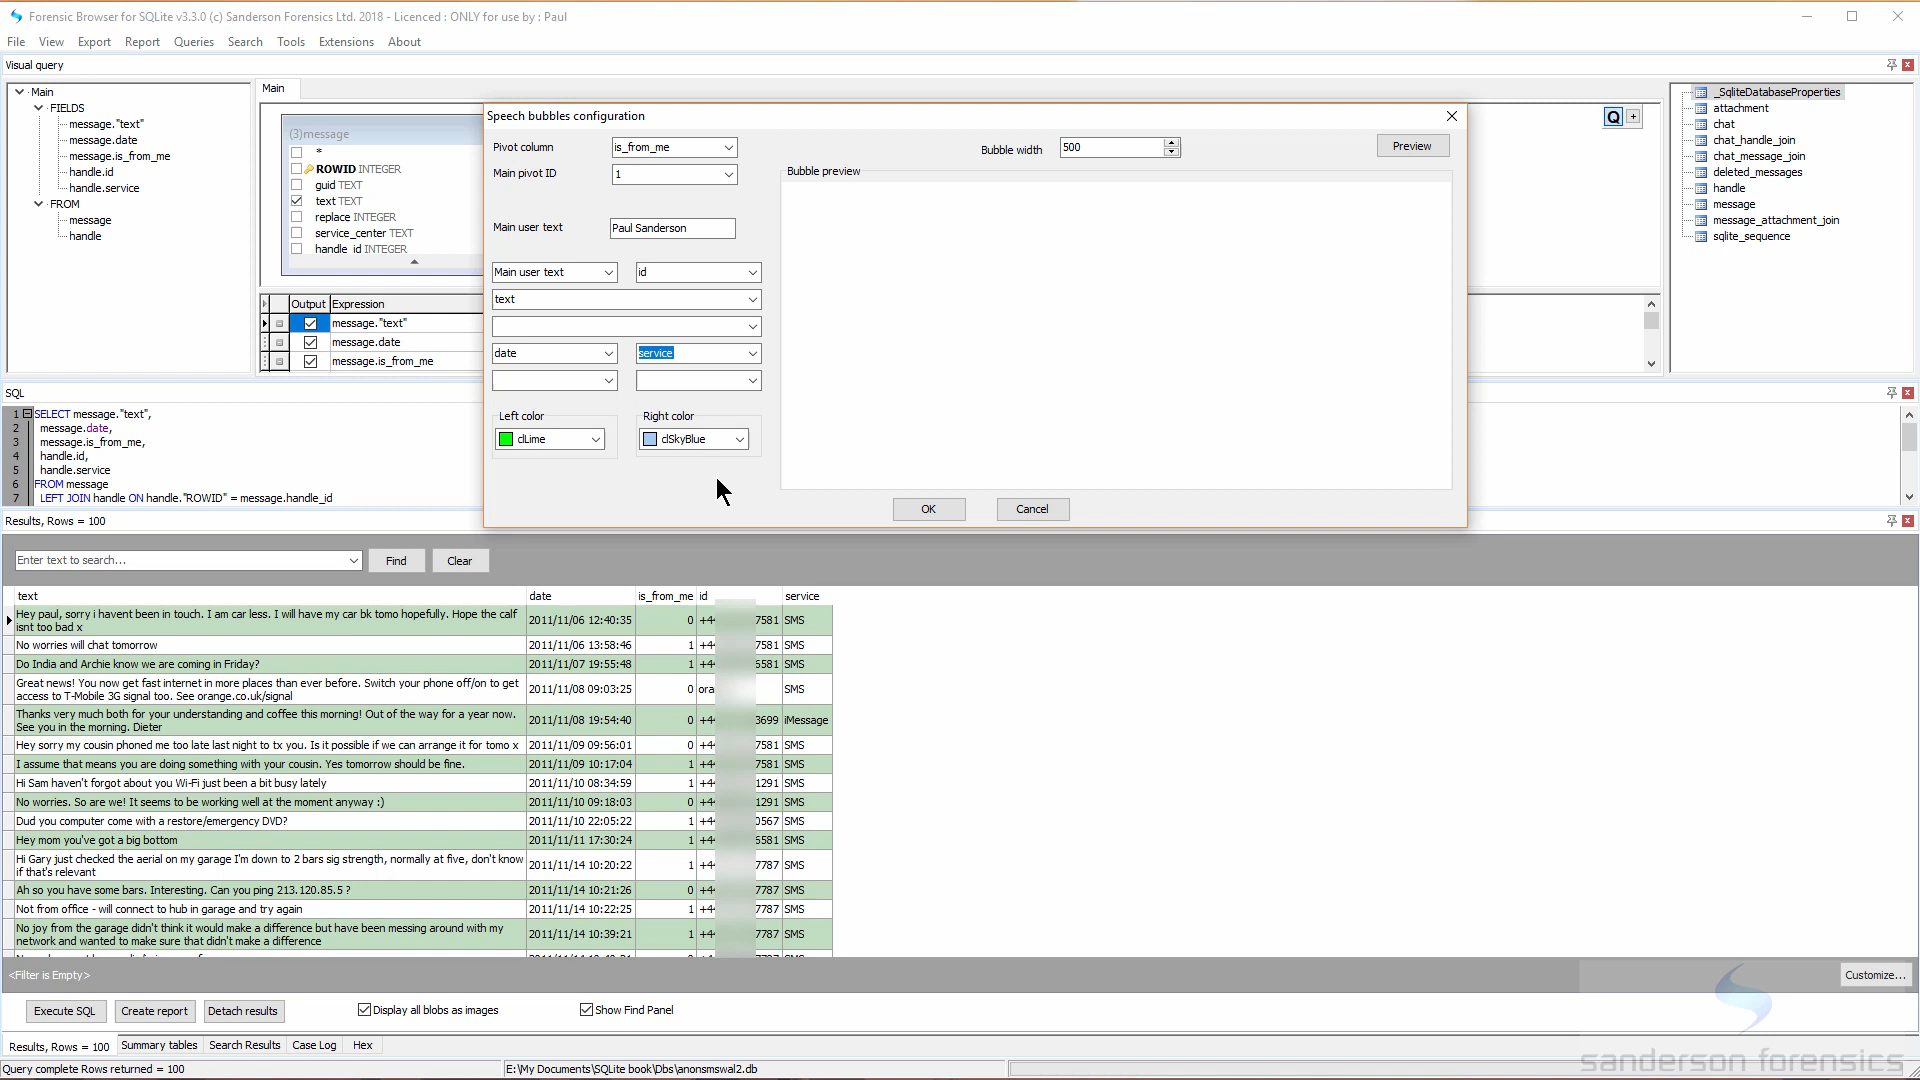 Forensic Browser for SQLite v3.3.0 (c) Sanderson Forensics Ltd. 2018 - Licenced : ONLY for use by : Paul
File View Export Report Queries Search Tools Extensions About
Visual query
Main
FIELDS
message."text"
message.date
message.is_from_me
handle.id
handle.service
FROM
message
handle
Main
(3)message
*
ROWID INTEGER
guid TEXT
text TEXT
replace INTEGER
service_center TEXT
handle_id INTEGER
Output Expression
message."text"
message.date
message.is_from_me
Speech bubbles configuration
Pivot column is_from_me
Main pivot ID 1
Main user text Paul Sanderson
Main user text id
text
date service
Left color Right color
clLime clSkyBlue
Bubble width 500 Preview
Bubble preview
OK Cancel
Q +
_SqliteDatabaseProperties
attachment
chat
chat_handle_join
chat_message_join
deleted_messages
handle
message
message_attachment_join
sqlite_sequence
SQL
1 SELECT message."text",
2 message.date,
3 message.is_from_me,
4 handle.id,
5 handle.service
6 FROM message
7 LEFT JOIN handle ON handle."ROWID" = message.handle_id
Results, Rows = 100
Enter text to search... Find Clear
text date is_from_me id service
Hey paul, sorry i havent been in touch. I am car less. I will have my car bk tomo hopefully. Hope the calf
isnt too bad x 2011/11/06 12:40:35 0 +44 7581 SMS
No worries will chat tomorrow 2011/11/06 13:58:46 1 +44 7581 SMS
Do India and Archie know we are coming in Friday? 2011/11/07 19:55:48 1 +44 6581 SMS
Great news! You now get fast internet in more places than ever before. Switch your phone off/on to get
access to T-Mobile 3G signal too. See orange.co.uk/signal 2011/11/08 09:03:25 0 ora SMS
Thanks very much both for your understanding and coffee this morning! Out of the way for a year now.
See you in the morning. Dieter 2011/11/08 19:54:40 0 +44 3699 iMessage
Hey sorry my cousin phoned me too late last night to tx you. Is it possible if we can arrange it for tomo x 2011/11/09 09:56:01 0 +44 7581 SMS
I assume that means you are doing something with your cousin. Yes tomorrow should be fine. 2011/11/09 10:17:04 1 +44 7581 SMS
Hi Sam haven't forgot about you Wi-Fi just been a bit busy lately 2011/11/10 08:34:59 1 +44 1291 SMS
No worries. So are we! It seems to be working well at the moment anyway :) 2011/11/10 09:18:03 0 +44 1291 SMS
Dud you computer come with a restore/emergency DVD? 2011/11/10 22:05:22 1 +44 0567 SMS
Hey mom you've got a big bottom 2011/11/11 17:30:24 1 +44 6581 SMS
Hi Gary just checked the aerial on my garage I'm down to 2 bars sig strength, normally at five, don't know
if that's relevant 2011/11/14 10:20:22 1 +44 7787 SMS
Ah so you have some bars. Interesting. Can you ping 213.120.85.5 ? 2011/11/14 10:21:26 0 +44 7787 SMS
Not from office - will connect to hub in garage and try again 2011/11/14 10:22:25 1 +44 7787 SMS
No joy from the garage didn't think it would make a difference but have been messing around with my
network and wanted to make sure that didn't make a difference 2011/11/14 10:39:21 1 +44 7787 SMS
<Filter is Empty> Customize...
Execute SQL Create report Detach results Display all blobs as images Show Find Panel
Results, Rows = 100 Summary tables Search Results Case Log Hex
Query complete Rows returned = 100 E:\My Documents\SQLite book\Dbs\anonsmswal2.db
sanderson forensics